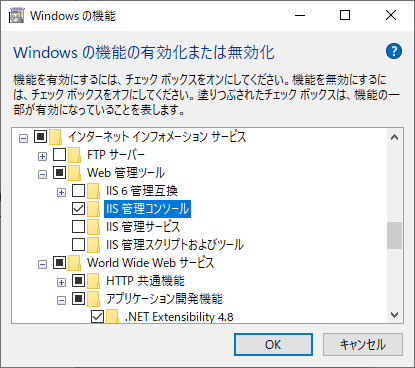 Windows の機能
Windows の機能の有効化または無効化
機能を有効にするには、チェック ボックスをオンにしてください。機能を無効にするに
は、チェック ボックスをオフにしてください。塗りつぶされたチェック ボックスは、機能の一
部が有効になっていることを表します。
インターネット インフォメーション サービス
FTP サーバー
Web 管理ツール
IIS 6 管理互換
IIS 管理コンソール
IIS 管理サービス
IIS 管理スクリプトおよびツール
World Wide Web サービス
HTTP 共通機能
アプリケーション開発機能
.NET Extensibility 4.8
OK
キャンセル